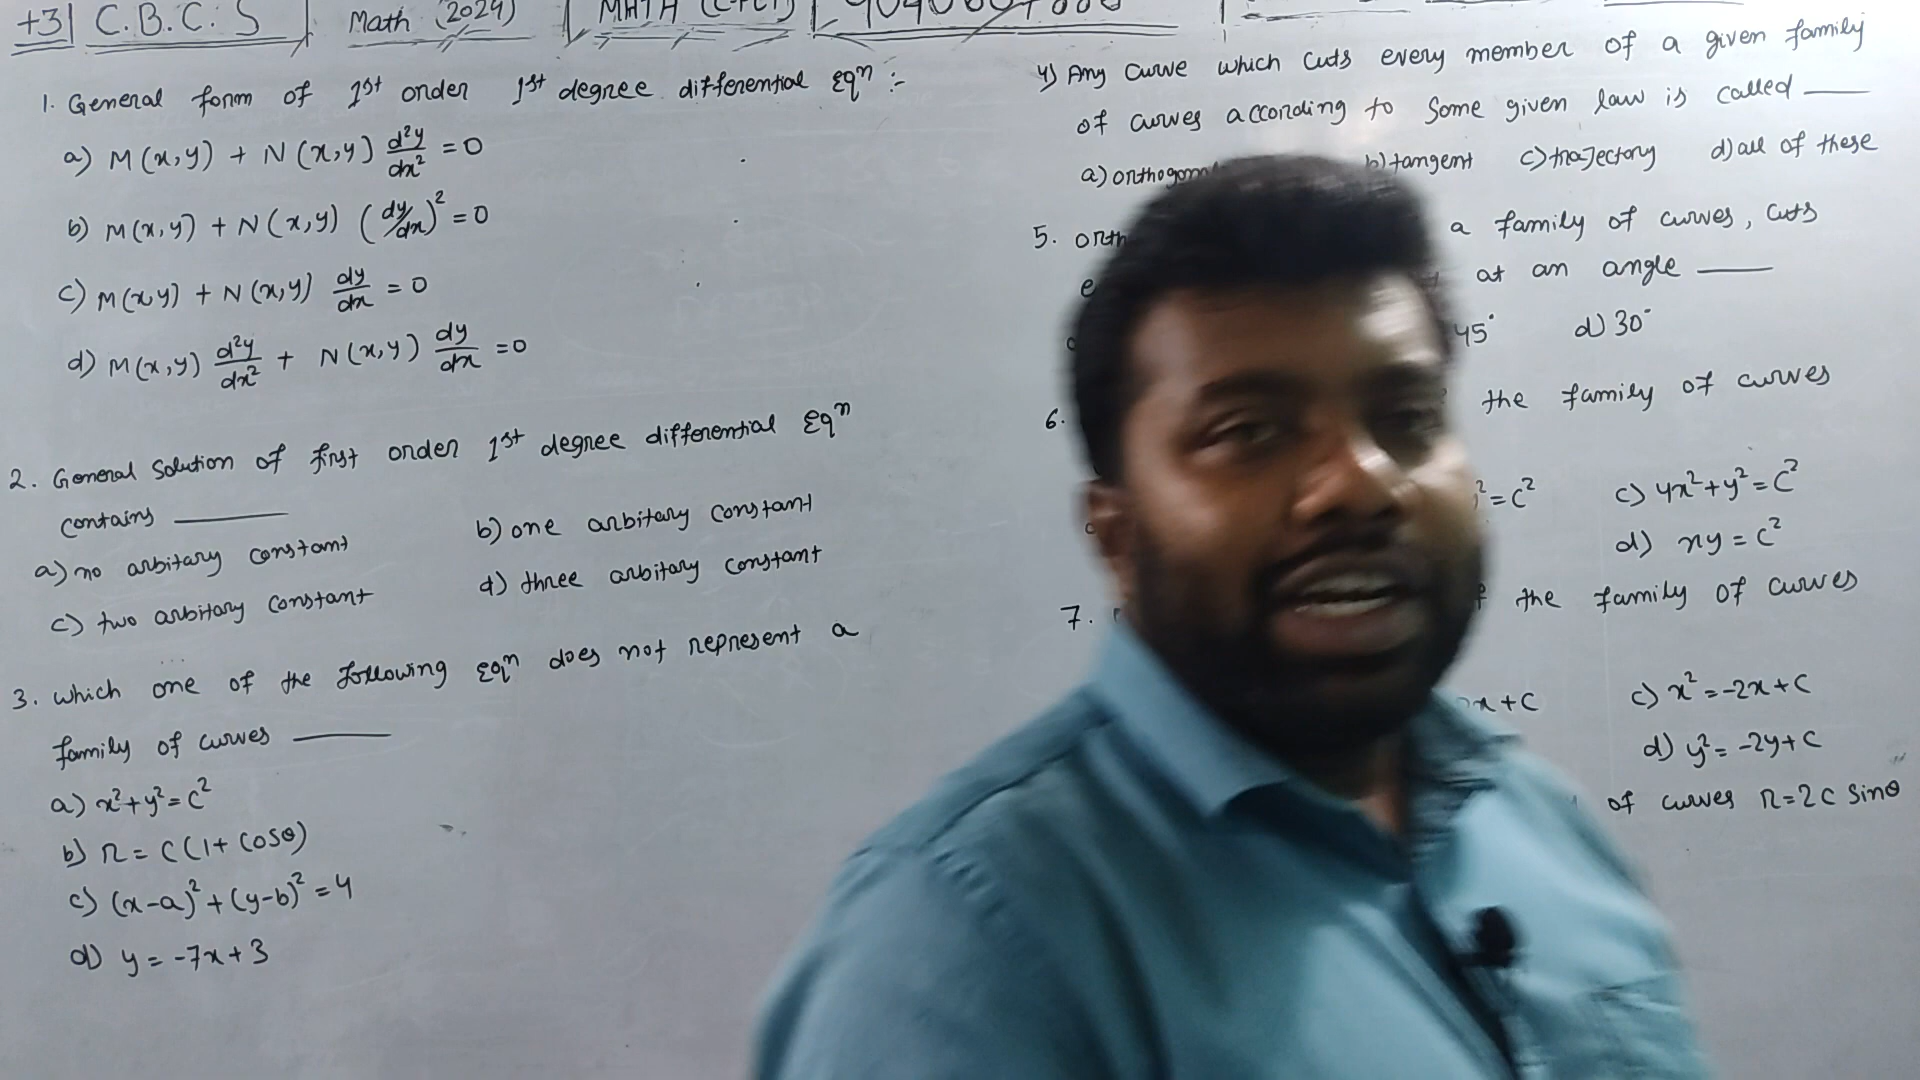 +3 C.B.C.S Math (2024) MATH (C-PLT)
1. General form of 1st order 1st degree differential Eqn :-
a) M(x,y) + N(x,y) d²y/dx² = 0
b) M(x,y) + N(x,y) (dy/dx)² = 0
c) M(x,y) + N(x,y) dy/dx = 0
d) M(x,y) d²y/dx² + N(x,y) dy/dx = 0
2. General Solution of first order 1st degree differential Eqn
contains ______
a) no arbitary constant b) one arbitary constant
c) two arbitary constant d) three arbitary constant
3. which one of the following Eqn does not represent a
family of curves ______
a) x²+y²=c²
b) r = c(1+cosθ)
c) (x-a)²+(y-b)² = 4
d) y = -7x+3
4) Any curve which cuts every member of a given family
of curves according to some given law is called ____
b) tangent c) trajectory d) all of these
5. a family of curves, cuts
at an angle ____
45° d) 30°
6. the family of curves
²=c² c) 4x²+y²=c²
d) xy=c²
7. the family of curves
x+c c) x²=-2x+c
d) y²=-2y+c
of curves r=2c sinθ